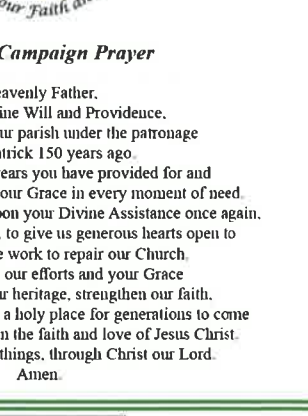 our Faith
Campaign Prayer
eavenly Father,
ine Will and Providence,
ur parish under the patronage
trick 150 years ago.
ears you have provided for and
our Grace in every moment of need.
on your Divine Assistance once again,
, to give us generous hearts open to
e work to repair our Church.
our efforts and your Grace
r heritage, strengthen our faith,
a holy place for generations to come
n the faith and love of Jesus Christ.
things, through Christ our Lord.
Amen.